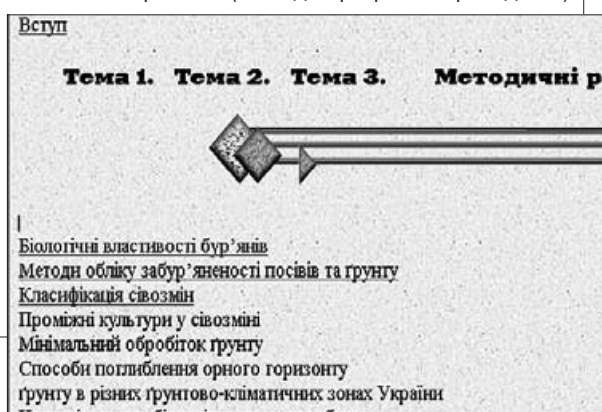 Вступ
Тема 1. Тема 2. Тема 3. Методичні р
Біологічні властивості бур’янів
Методи обліку забур’яненості посівів та ґрунту
Класифікація сівозмін
Проміжні культури у сівозміні
Мінімальний обробіток ґрунту
Способи поглиблення орного горизонту
ґрунту в різних ґрунтово-кліматичних зонах України